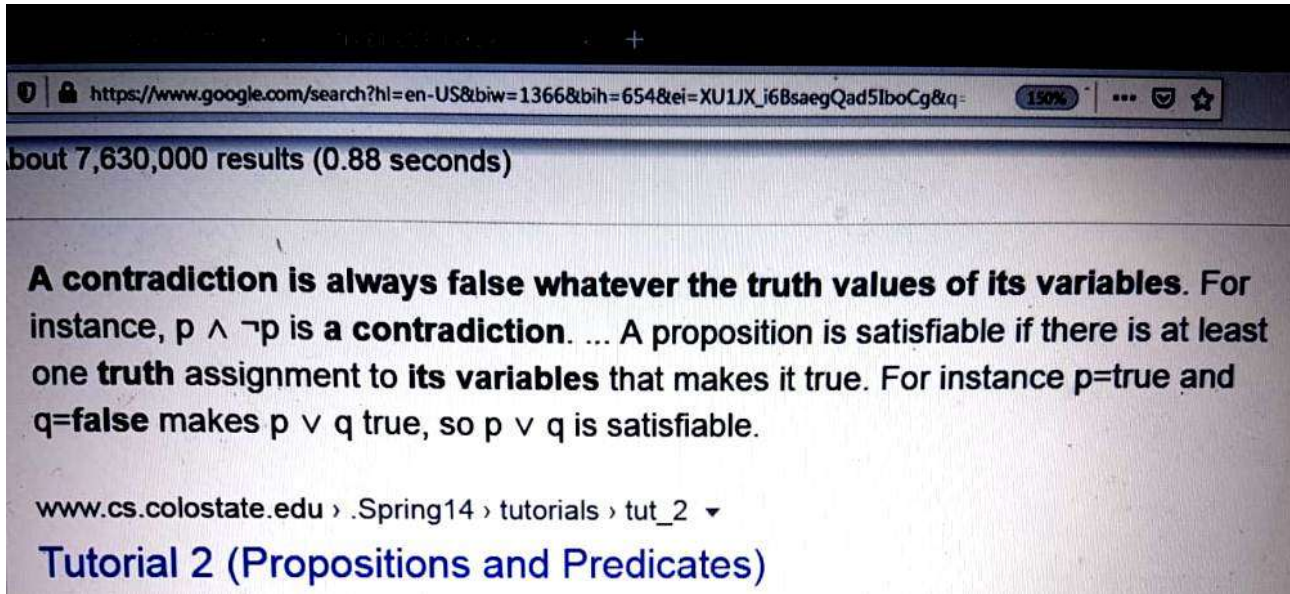 https://www.google.com/search?hl=en-US&biw=1366&bih=654&ei=XU1JX_i6BsaegQad5IboCg&q= 150%
bout 7,630,000 results (0.88 seconds)
A contradiction is always false whatever the truth values of its variables. For
instance, p ∧ ¬p is a contradiction. ... A proposition is satisfiable if there is at least
one truth assignment to its variables that makes it true. For instance p=true and
q=false makes p ∨ q true, so p ∨ q is satisfiable.
www.cs.colostate.edu › .Spring14 › tutorials › tut_2
Tutorial 2 (Propositions and Predicates)